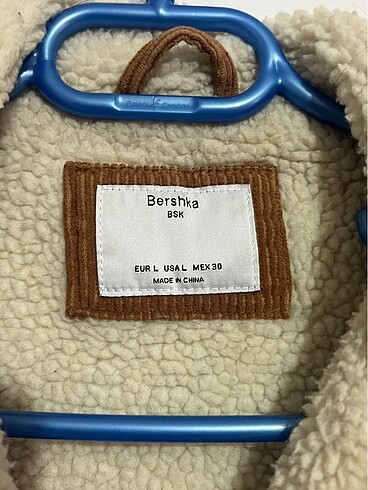 Bershka
BSK
EUR L USA L MEX 30
MADE IN CHINA